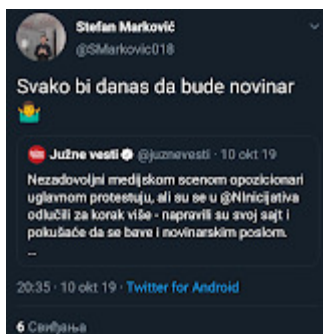 Stefan Marković
@SMarkovic018
Svako bi danas da bude novinar
🤷‍♂️
Južne vesti @juznevesti · 10 okt 19
Nezadovoljni medijskom scenom opozicionari
uglavnom protestuju, ali su se u @NInicijativa
odlučili za korak više - napravili su svoj sajt i
pokušaće da se bave i novinarskim poslom.
...
20:35 · 10 okt 19 · Twitter for Android
6 Свиђања